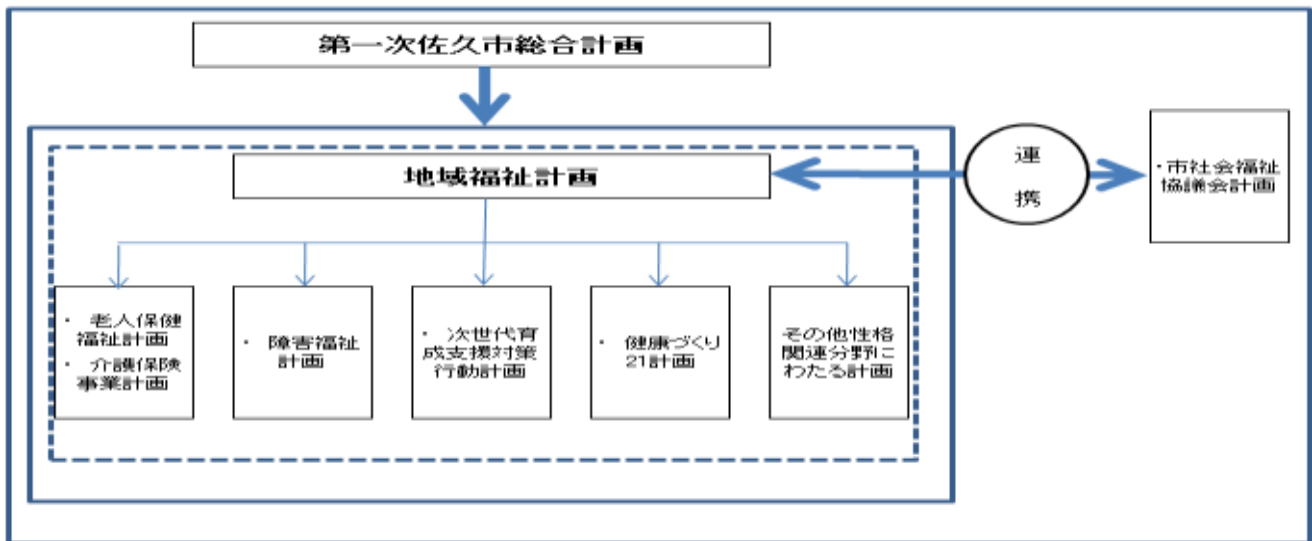 第一次佐久市総合計画
地域福祉計画
連
携
・市社会福祉
協議会計画
・ 老人保健
福祉計画
・ 介護保険
事業計画
・ 障害福祉
計画
・ 次世代育
成支援対策
行動計画
・ 健康づくり
21計画
その他性格
関連分野に
わたる計画